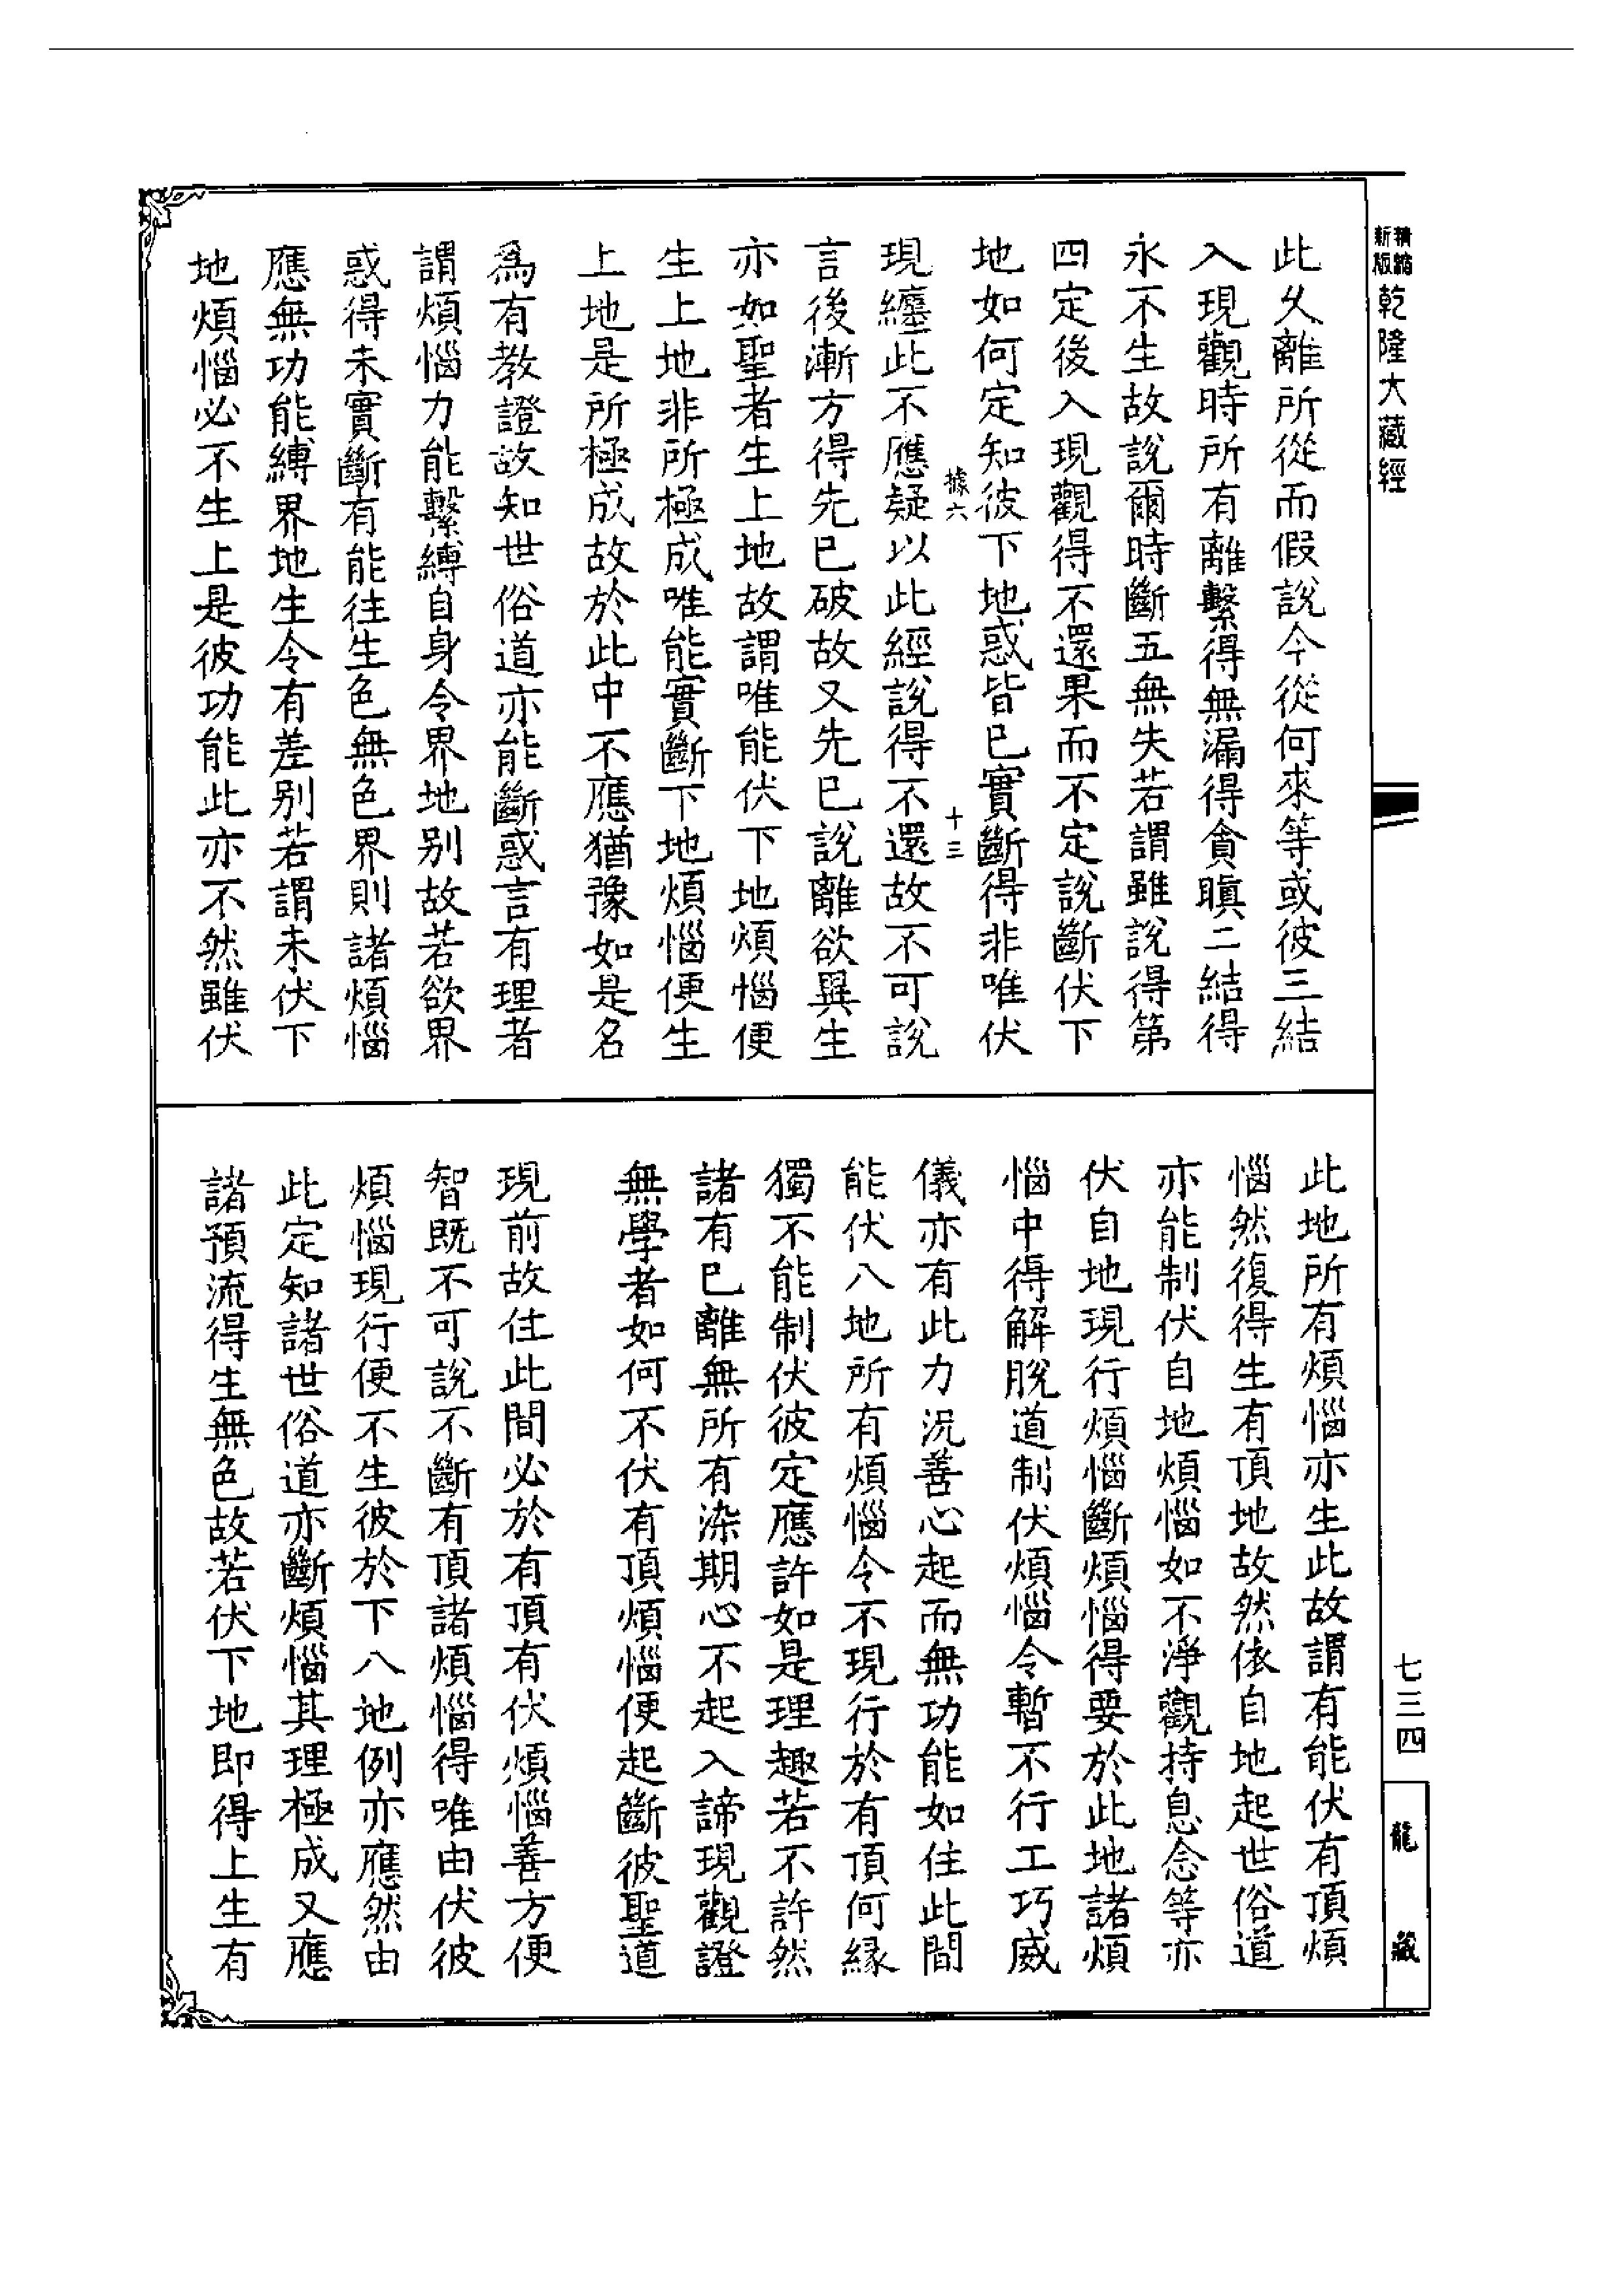 新版精縮乾隆大藏經
此久離所從而假說今從何來等或彼三結
入現觀時所有離繫得無漏得貪瞋二結得
永不生故說爾時斷五無失若謂雖說得第
四定後入現觀得不還果而不定說斷伏下
地如何定知彼下地惑皆已實斷得非唯伏
據六 十三
現纏此不應疑以此經說得不還故不可說
言後漸方得先已破故又先已說離欲異生
亦如聖者生上地故謂唯能伏下地煩惱便
生上地非所極成唯能實斷下地煩惱便生
上地是所極成故於此中不應猶豫如是名
為有教證故知世俗道亦能斷惑言有理者
謂煩惱力能繫縛自身令界地別故若欲界
惑得未實斷有能往生色無色界則諸煩惱
應無功能縛界地生令有差別若謂未伏下
地煩惱必不生上是彼功能此亦不然雖伏
此地所有煩惱亦生此故謂有能伏有頂煩
惱然復得生有頂地故然依自地起世俗道
亦能制伏自地煩惱如不淨觀持息念等亦
伏自地現行煩惱斷煩惱得要於此地諸煩
惱中得解脫道制伏煩惱令暫不行工巧威
儀亦有此力況善心起而無功能如住此間
能伏八地所有煩惱令不現行於有頂何緣
獨不能制伏彼定應許如是理趣若不許然
諸有已離無所有染期心不起入諦現觀證
無學者如何不伏有頂煩惱便起斷彼聖道
現前故住此間必於有頂有伏煩惱善方便
智既不可說不斷有頂諸煩惱得唯由伏彼
煩惱現行便不生彼於下八地例亦應然由
此定知諸世俗道亦斷煩惱其理極成又應
諸預流得生無色故若伏下地即得上生有
七三四
龍藏